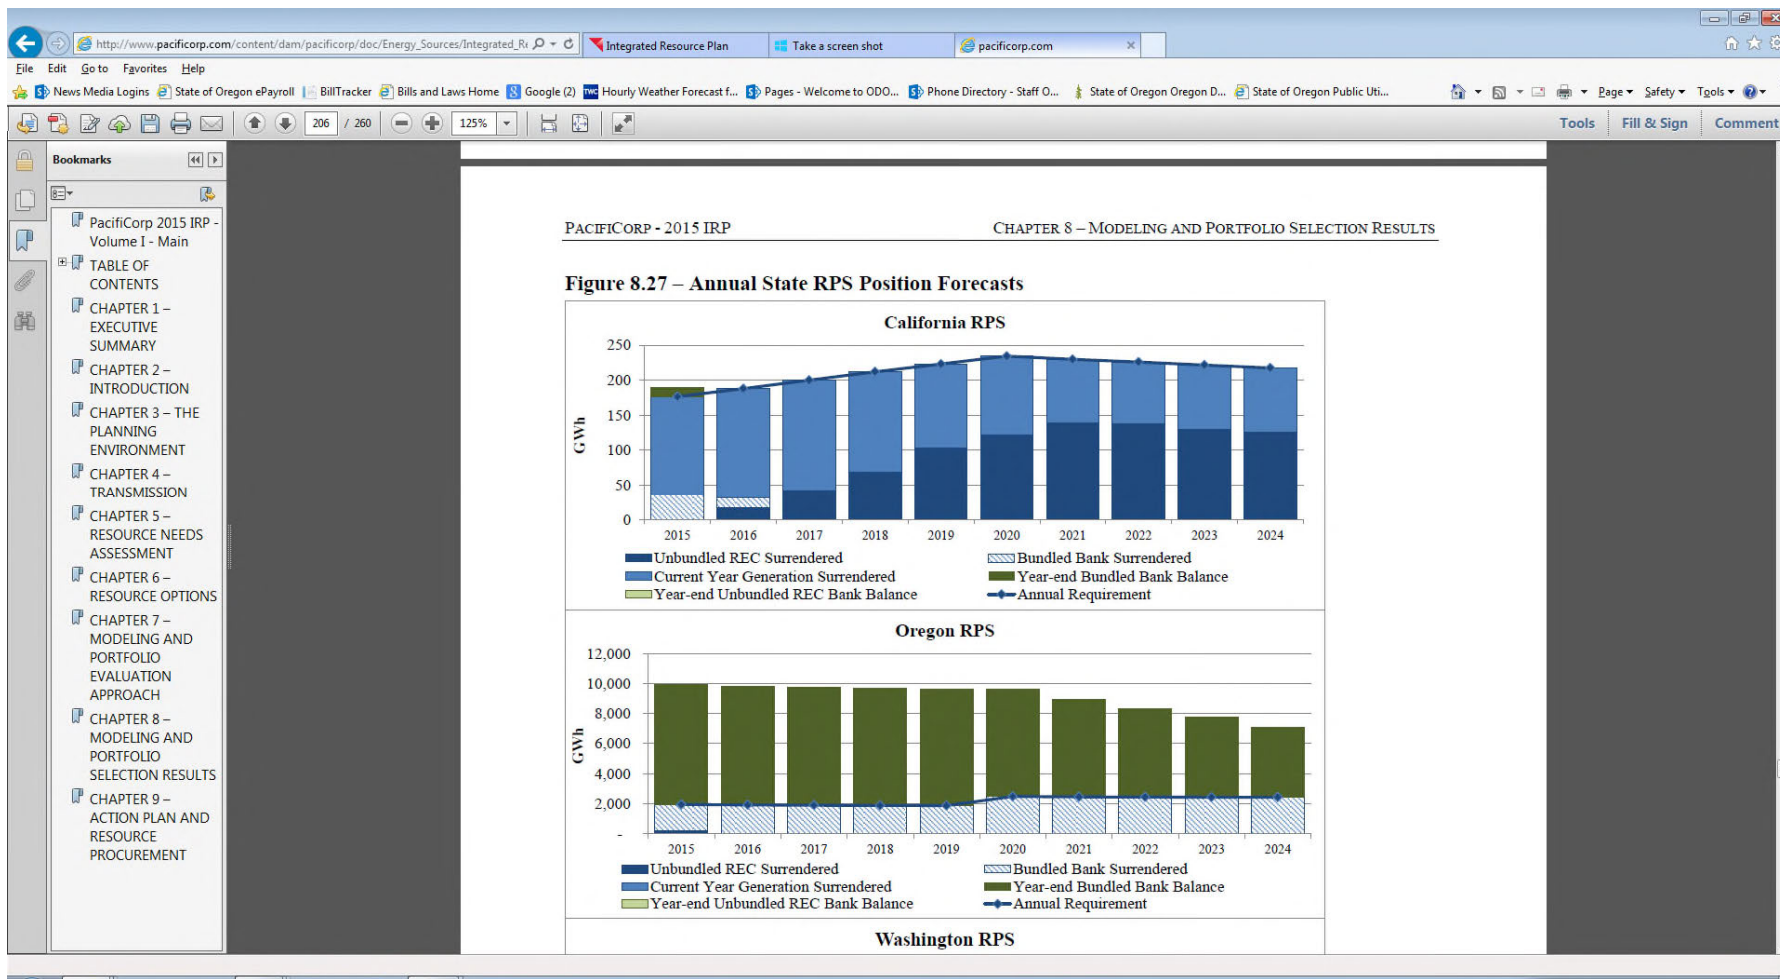 http://www.pacificorp.com/content/dam/pacificorp/doc/Energy_Sources/Integrated_Re
Integrated Resource Plan
Take a screen shot
pacificorp.com
File Edit Go to Favorites Help
News Media Logins State of Oregon ePayroll BillTracker Bills and Laws Home Google (2) Hourly Weather Forecast f... Pages - Welcome to ODO... Phone Directory - Staff O... State of Oregon Oregon D... State of Oregon Public Uti... Page Safety Tools
206 / 260 125% Tools Fill & Sign Comment
Bookmarks
PacifiCorp 2015 IRP -
Volume I - Main
TABLE OF
CONTENTS
CHAPTER 1 –
EXECUTIVE
SUMMARY
CHAPTER 2 –
INTRODUCTION
CHAPTER 3 – THE
PLANNING
ENVIRONMENT
CHAPTER 4 –
TRANSMISSION
CHAPTER 5 –
RESOURCE NEEDS
ASSESSMENT
CHAPTER 6 –
RESOURCE OPTIONS
CHAPTER 7 –
MODELING AND
PORTFOLIO
EVALUATION
APPROACH
CHAPTER 8 –
MODELING AND
PORTFOLIO
SELECTION RESULTS
CHAPTER 9 –
ACTION PLAN AND
RESOURCE
PROCUREMENT
PACIFICORP - 2015 IRP CHAPTER 8 – MODELING AND PORTFOLIO SELECTION RESULTS
Figure 8.27 – Annual State RPS Position Forecasts
California RPS
GWh
250
200
150
100
50
0
2015 2016 2017 2018 2019 2020 2021 2022 2023 2024
Unbundled REC Surrendered Bundled Bank Surrendered
Current Year Generation Surrendered Year-end Bundled Bank Balance
Year-end Unbundled REC Bank Balance Annual Requirement
Oregon RPS
GWh
12,000
10,000
8,000
6,000
4,000
2,000
-
2015 2016 2017 2018 2019 2020 2021 2022 2023 2024
Unbundled REC Surrendered Bundled Bank Surrendered
Current Year Generation Surrendered Year-end Bundled Bank Balance
Year-end Unbundled REC Bank Balance Annual Requirement
Washington RPS